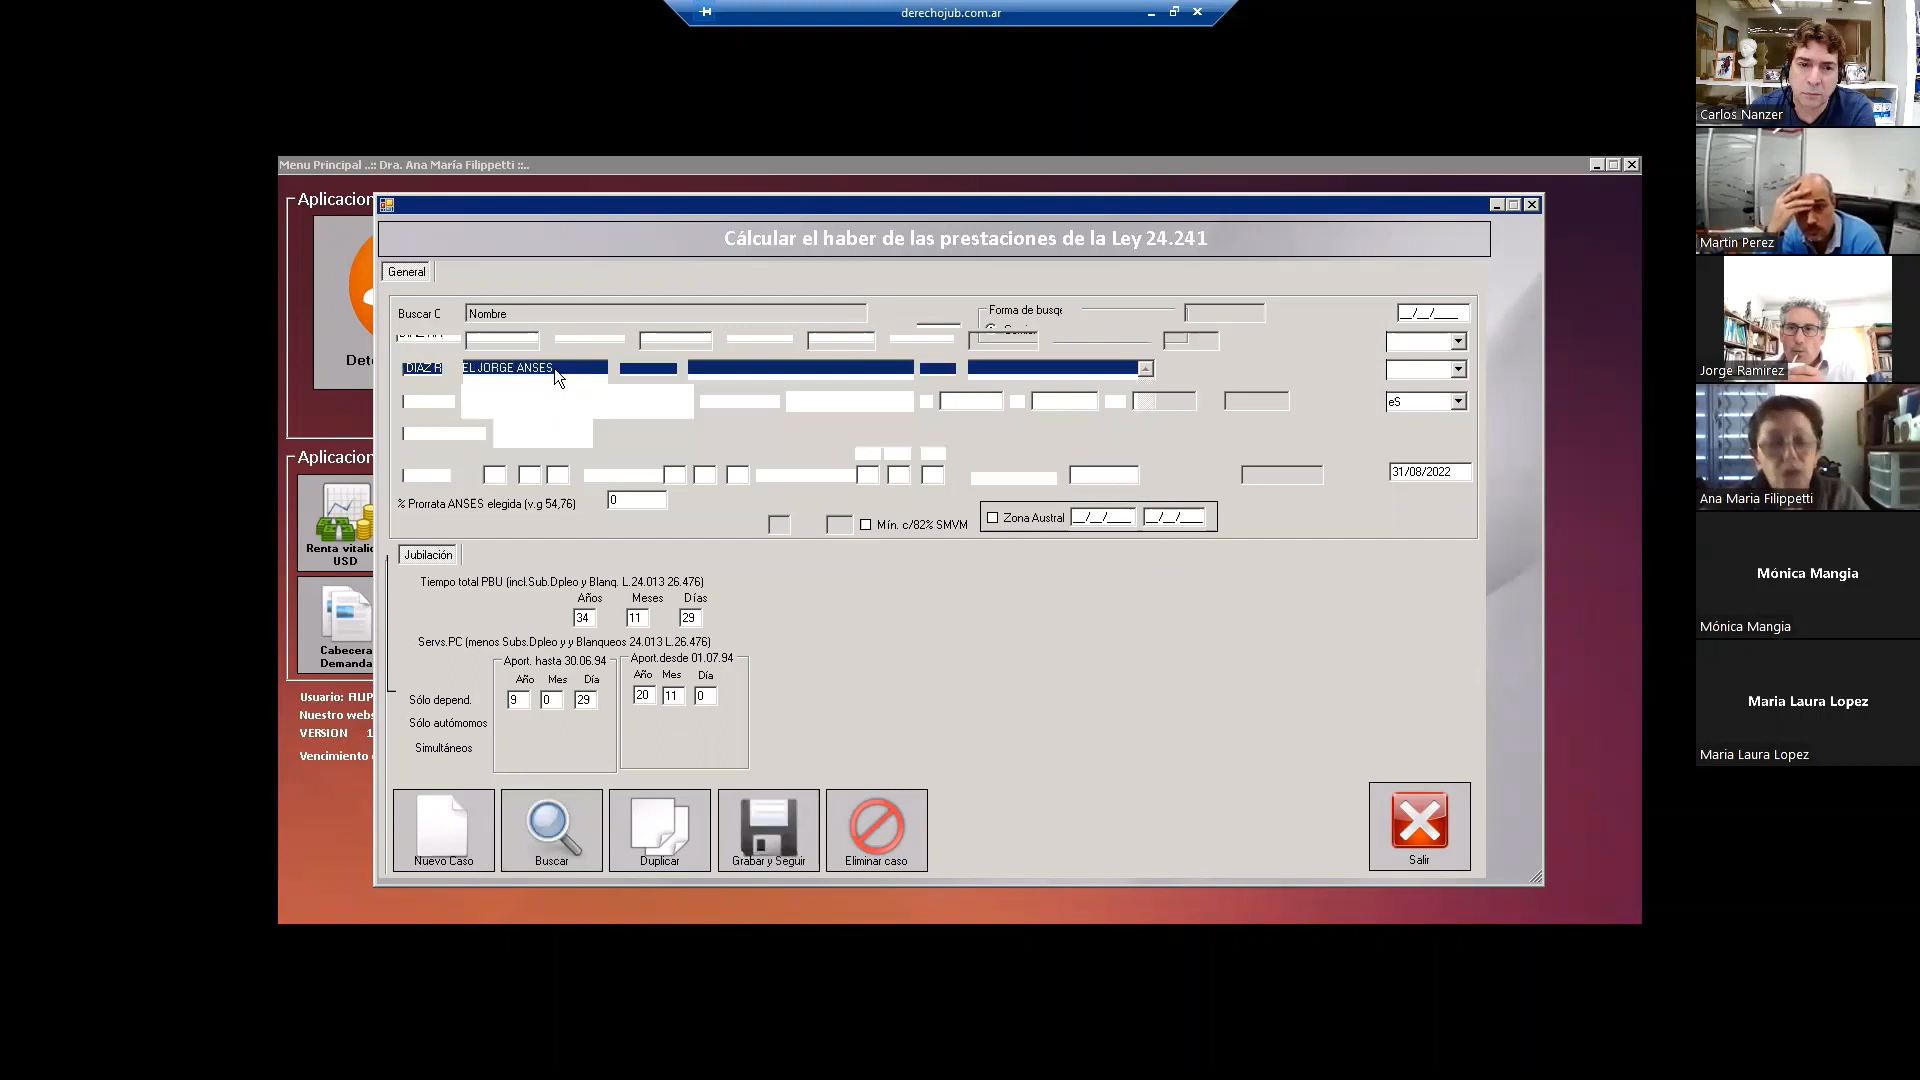 derechojub.com.ar
Menu Principal ..:: Dra. Ana María Filippetti ::..
Aplicacion
Cálcular el haber de las prestaciones de la Ley 24.241
General
Buscar C
Nombre
Forma de busqe
__/__/____
DIAZ R
EL JORGE ANSES
eS
31/08/2022
% Prorrata ANSES elegida (v.g 54,76)
0
Mín. c/82% SMVM
Zona Austral
__/__/____
__/__/____
Jubilación
Tiempo total PBU (incl.Sub.Dpleo y Blanq. L.24.013 26.476)
Años Meses Días
34 11 29
Servs.PC (menos Subs.Dpleo y y Blanqueos 24.013 L.26.476)
Aport. hasta 30.06.94
Aport.desde 01.07.94
Año Mes Día
Año Mes Día
Sólo depend.
9 0 29
20 11 0
Sólo autómomos
Simultáneos
Nuevo Caso
Buscar
Duplicar
Grabar y Seguir
Eliminar caso
Salir
Dete
Aplicacion
Renta vitalic
USD
Cabecera
Demanda
Usuario: FILIP
Nuestro webs
VERSION 1
Vencimiento
Carlos Nanzer
Martin Perez
Jorge Ramirez
Ana Maria Filippetti
Mónica Mangia
Mónica Mangia
Maria Laura Lopez
Maria Laura Lopez